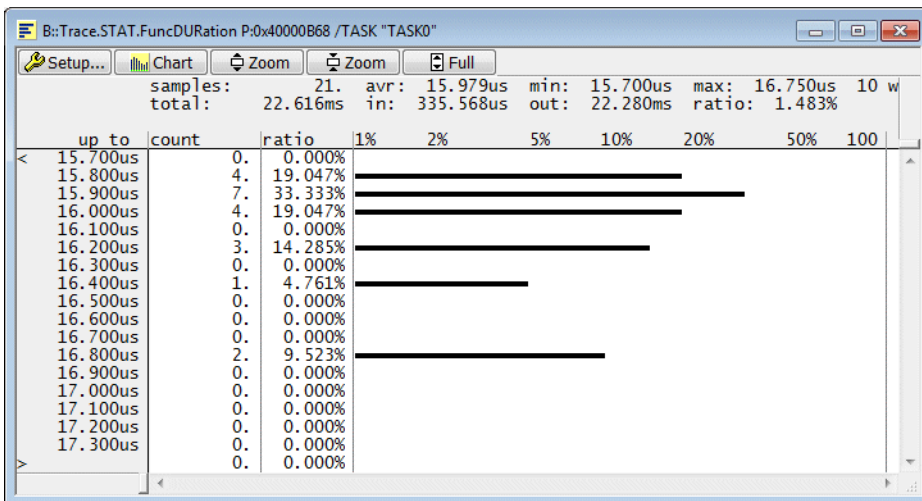 B::Trace.STAT.FuncDURation P:0x40000B68 /TASK "TASK0"
Setup... Chart Zoom Zoom Full
samples: 21. avr: 15.979us min: 15.700us max: 16.750us 10 w
total: 22.616ms in: 335.568us out: 22.280ms ratio: 1.483%
up to count ratio 1% 2% 5% 10% 20% 50% 100
< 15.700us 0. 0.000%
15.800us 4. 19.047%
15.900us 7. 33.333%
16.000us 4. 19.047%
16.100us 0. 0.000%
16.200us 3. 14.285%
16.300us 0. 0.000%
16.400us 1. 4.761%
16.500us 0. 0.000%
16.600us 0. 0.000%
16.700us 0. 0.000%
16.800us 2. 9.523%
16.900us 0. 0.000%
17.000us 0. 0.000%
17.100us 0. 0.000%
17.200us 0. 0.000%
17.300us 0. 0.000%
> 0. 0.000%